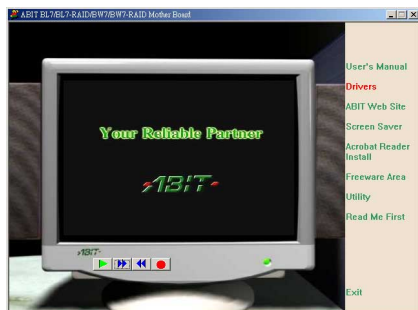 ABIT BL7/BL7-RAID/BW7/BW7-RAID Mother Board
User's Manual
Drivers
ABIT Web Site
Screen Saver
Acrobat Reader
Install
Freeware Area
Utility
Read Me First
Exit
Your Reliable Partner
ABIT
ABIT